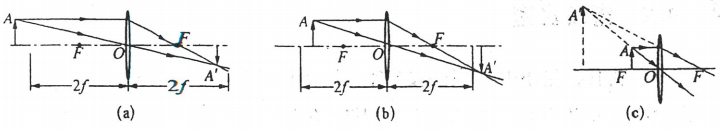 A F O F A'
2f 2f
(a)
A F O F A'
2f 2f
(b)
A
A
F O F
(c)